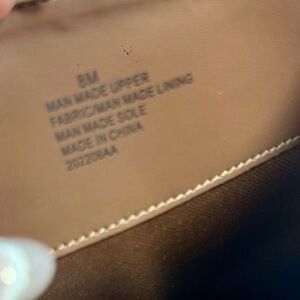 8M
MAN MADE UPPER
FABRIC/MAN MADE LINING
MAN MADE SOLE
MADE IN CHINA
202206AA